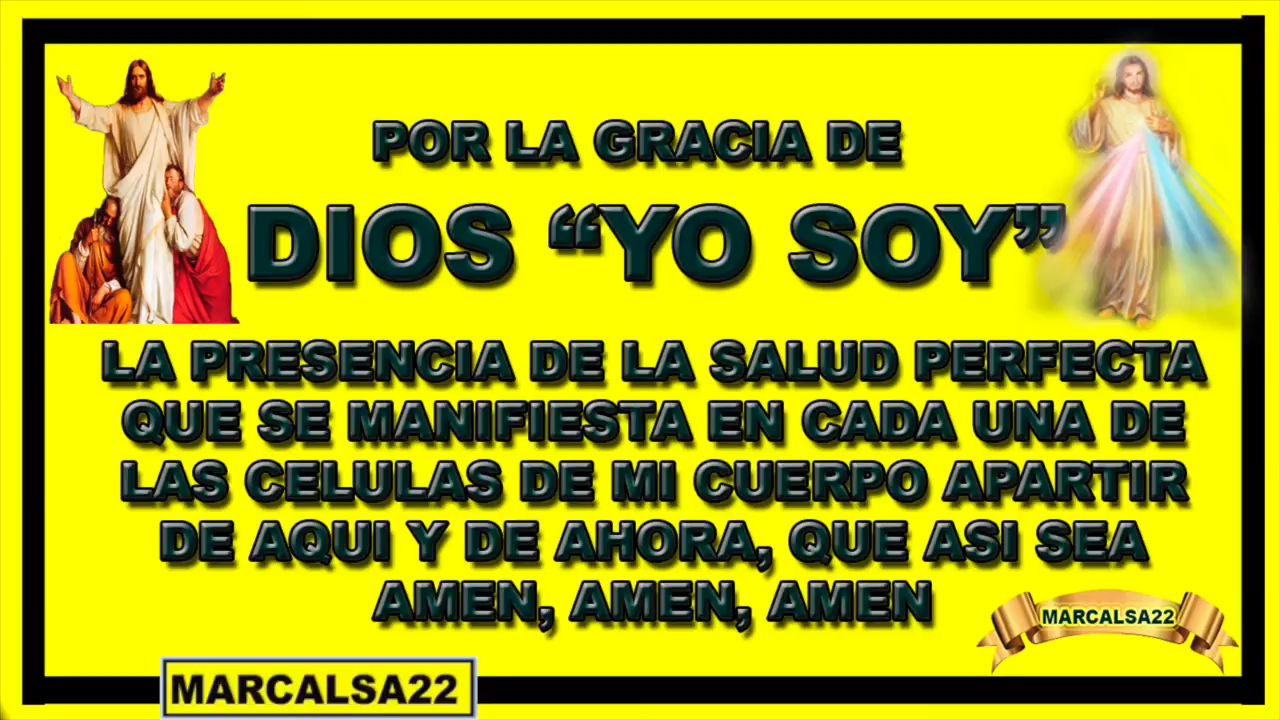 POR LA GRACIA DE
DIOS “YO SOY”
LA PRESENCIA DE LA SALUD PERFECTA
QUE SE MANIFIESTA EN CADA UNA DE
LAS CELULAS DE MI CUERPO APARTIR
DE AQUI Y DE AHORA, QUE ASI SEA
AMEN, AMEN, AMEN
MARCALSA22
MARCALSA22